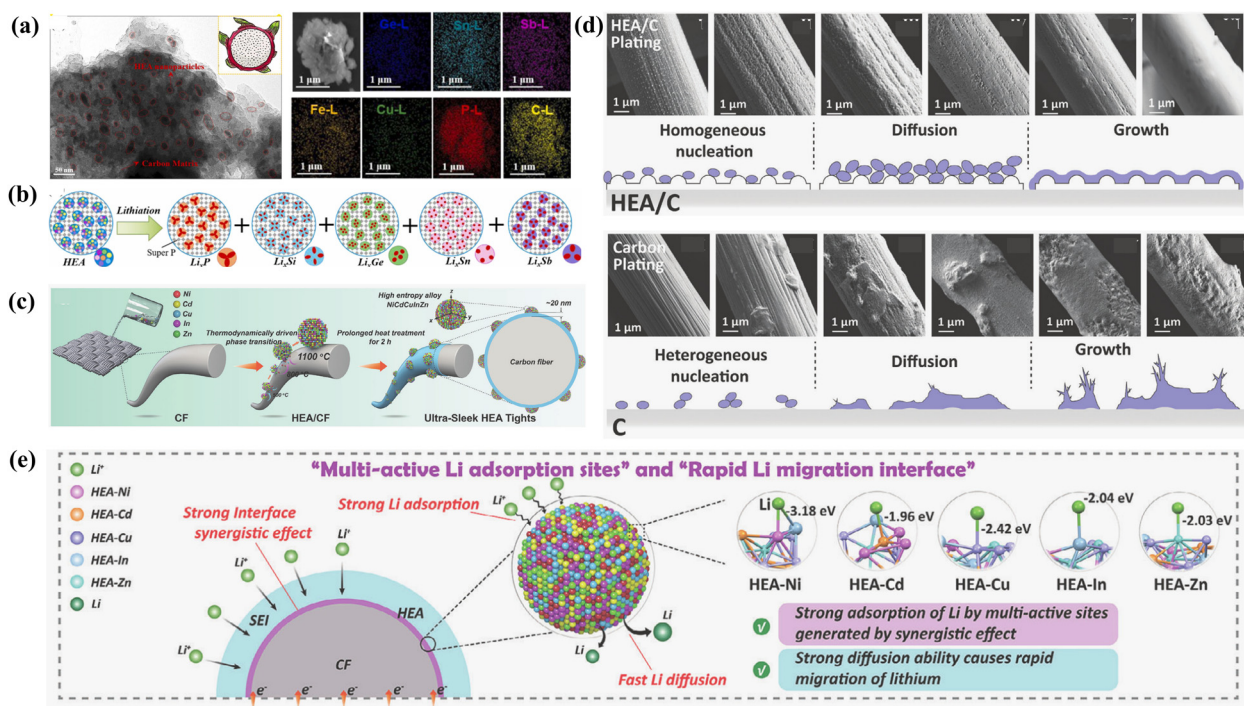 (a)
HEA nanoparticles
Carbon Matrix
50 nm
1 μm
Ge-L
1 μm
Sn-L
1 μm
Sb-L
1 μm
Fe-L
1 μm
Cu-L
1 μm
P-L
1 μm
C-L
1 μm
(b)
Lithiation
Super P
HEA
LiₓP
+
LiₓSi
+
LiₓGe
+
LiₓSn
+
LiₓSb
(c)
Ni
Cd
Cu
In
Zn
Thermodynamically driven
phase transition
1100 °C
Prolonged heat treatment
for 2 h
High entropy alloy
NiCdCuInZn
x
y
z
~20 nm
Carbon fiber
CF
HEA/CF
Ultra-Sleek HEA Tights
(d)
HEA/C
Plating
1 μm
1 μm
1 μm
1 μm
1 μm
1 μm
Homogeneous
nucleation
Diffusion
Growth
HEA/C
Carbon
Plating
1 μm
1 μm
1 μm
1 μm
1 μm
1 μm
Heterogeneous
nucleation
Diffusion
Growth
C
(e)
“Multi-active Li adsorption sites” and “Rapid Li migration interface”
Li⁺
HEA-Ni
HEA-Cd
HEA-Cu
HEA-In
HEA-Zn
Li
Strong Interface
synergistic effect
Li⁺
Li⁺
Li⁺
Li⁺
Li⁺
SEI
HEA
CF
e⁻
e⁻
e⁻
e⁻
e⁻
Strong Li adsorption
Li⁺
Li
Li
Fast Li diffusion
Li
-3.18 eV
-1.96 eV
-2.42 eV
-2.04 eV
-2.03 eV
HEA-Ni
HEA-Cd
HEA-Cu
HEA-In
HEA-Zn
√
Strong adsorption of Li by multi-active sites
generated by synergistic effect
√
Strong diffusion ability causes rapid
migration of lithium